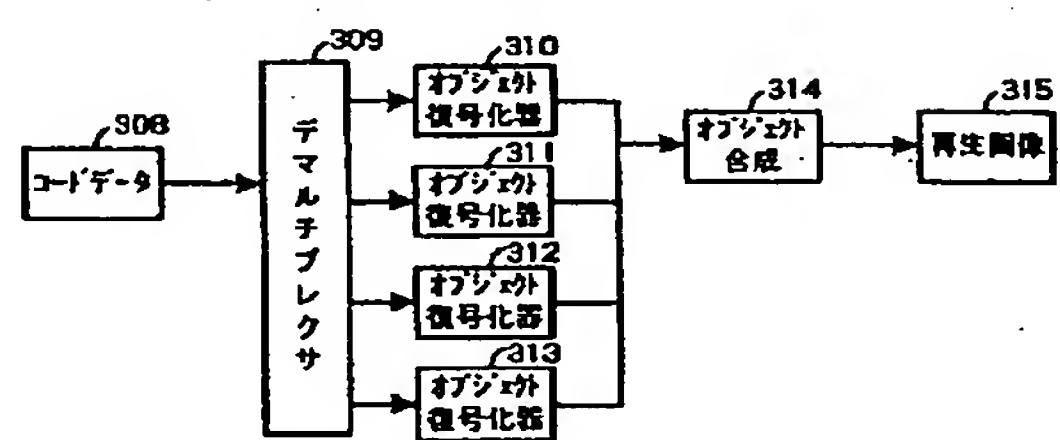 308
コードデータ
309
デマルチプレクサ
310
オブジェクト
復号化器
311
オブジェクト
復号化器
312
オブジェクト
復号化器
313
オブジェクト
復号化器
314
オブジェクト
合成
315
再生画像